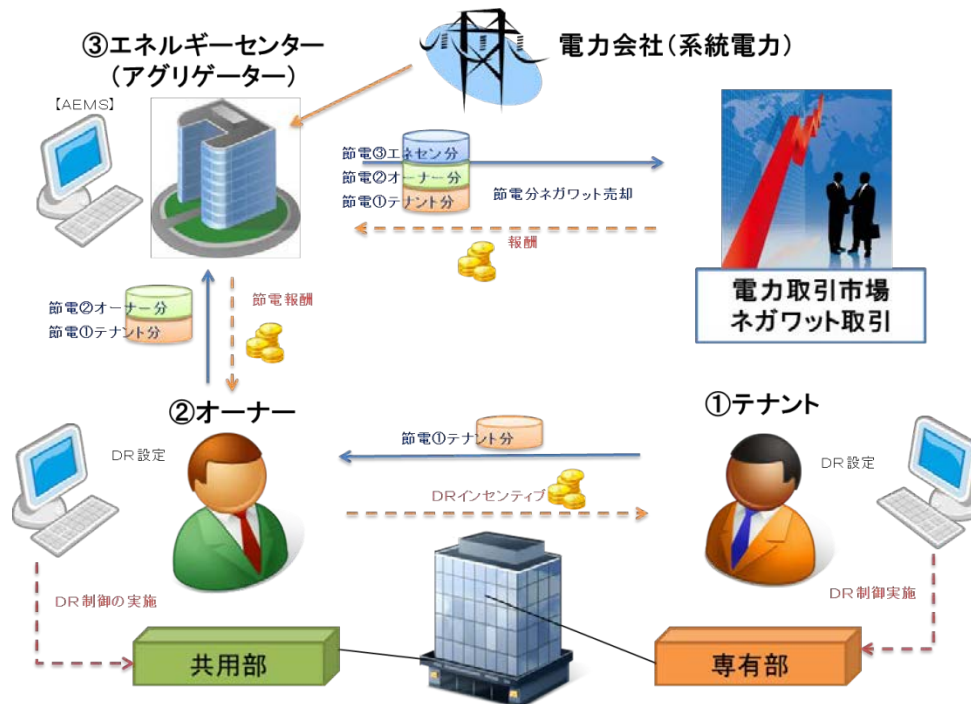 ③エネルギーセンター
（アグリゲーター）
電力会社（系統電力）
【AEMS】
節電③エネセン分
節電②オーナー分
節電①テナント分
節電分ネガワット売却
報酬
電力取引市場
ネガワット取引
節電②オーナー分
節電①テナント分
節電報酬
②オーナー
①テナント
DR設定
節電①テナント分
DR設定
DRインセンティブ
DR制御の実施
DR制御実施
共用部
専有部